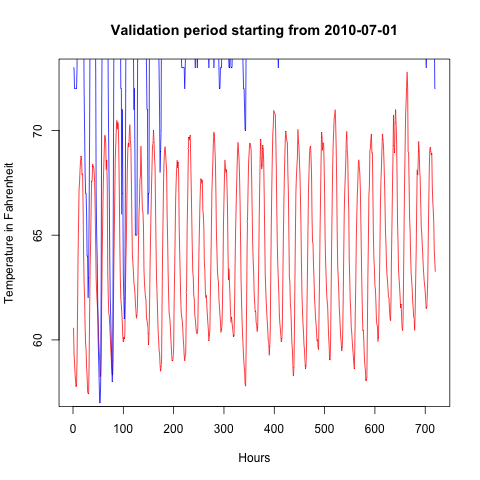 Validation period starting from 2010-07-01
Temperature in Fahrenheit
70
65
60
0 100 200 300 400 500 600 700
Hours